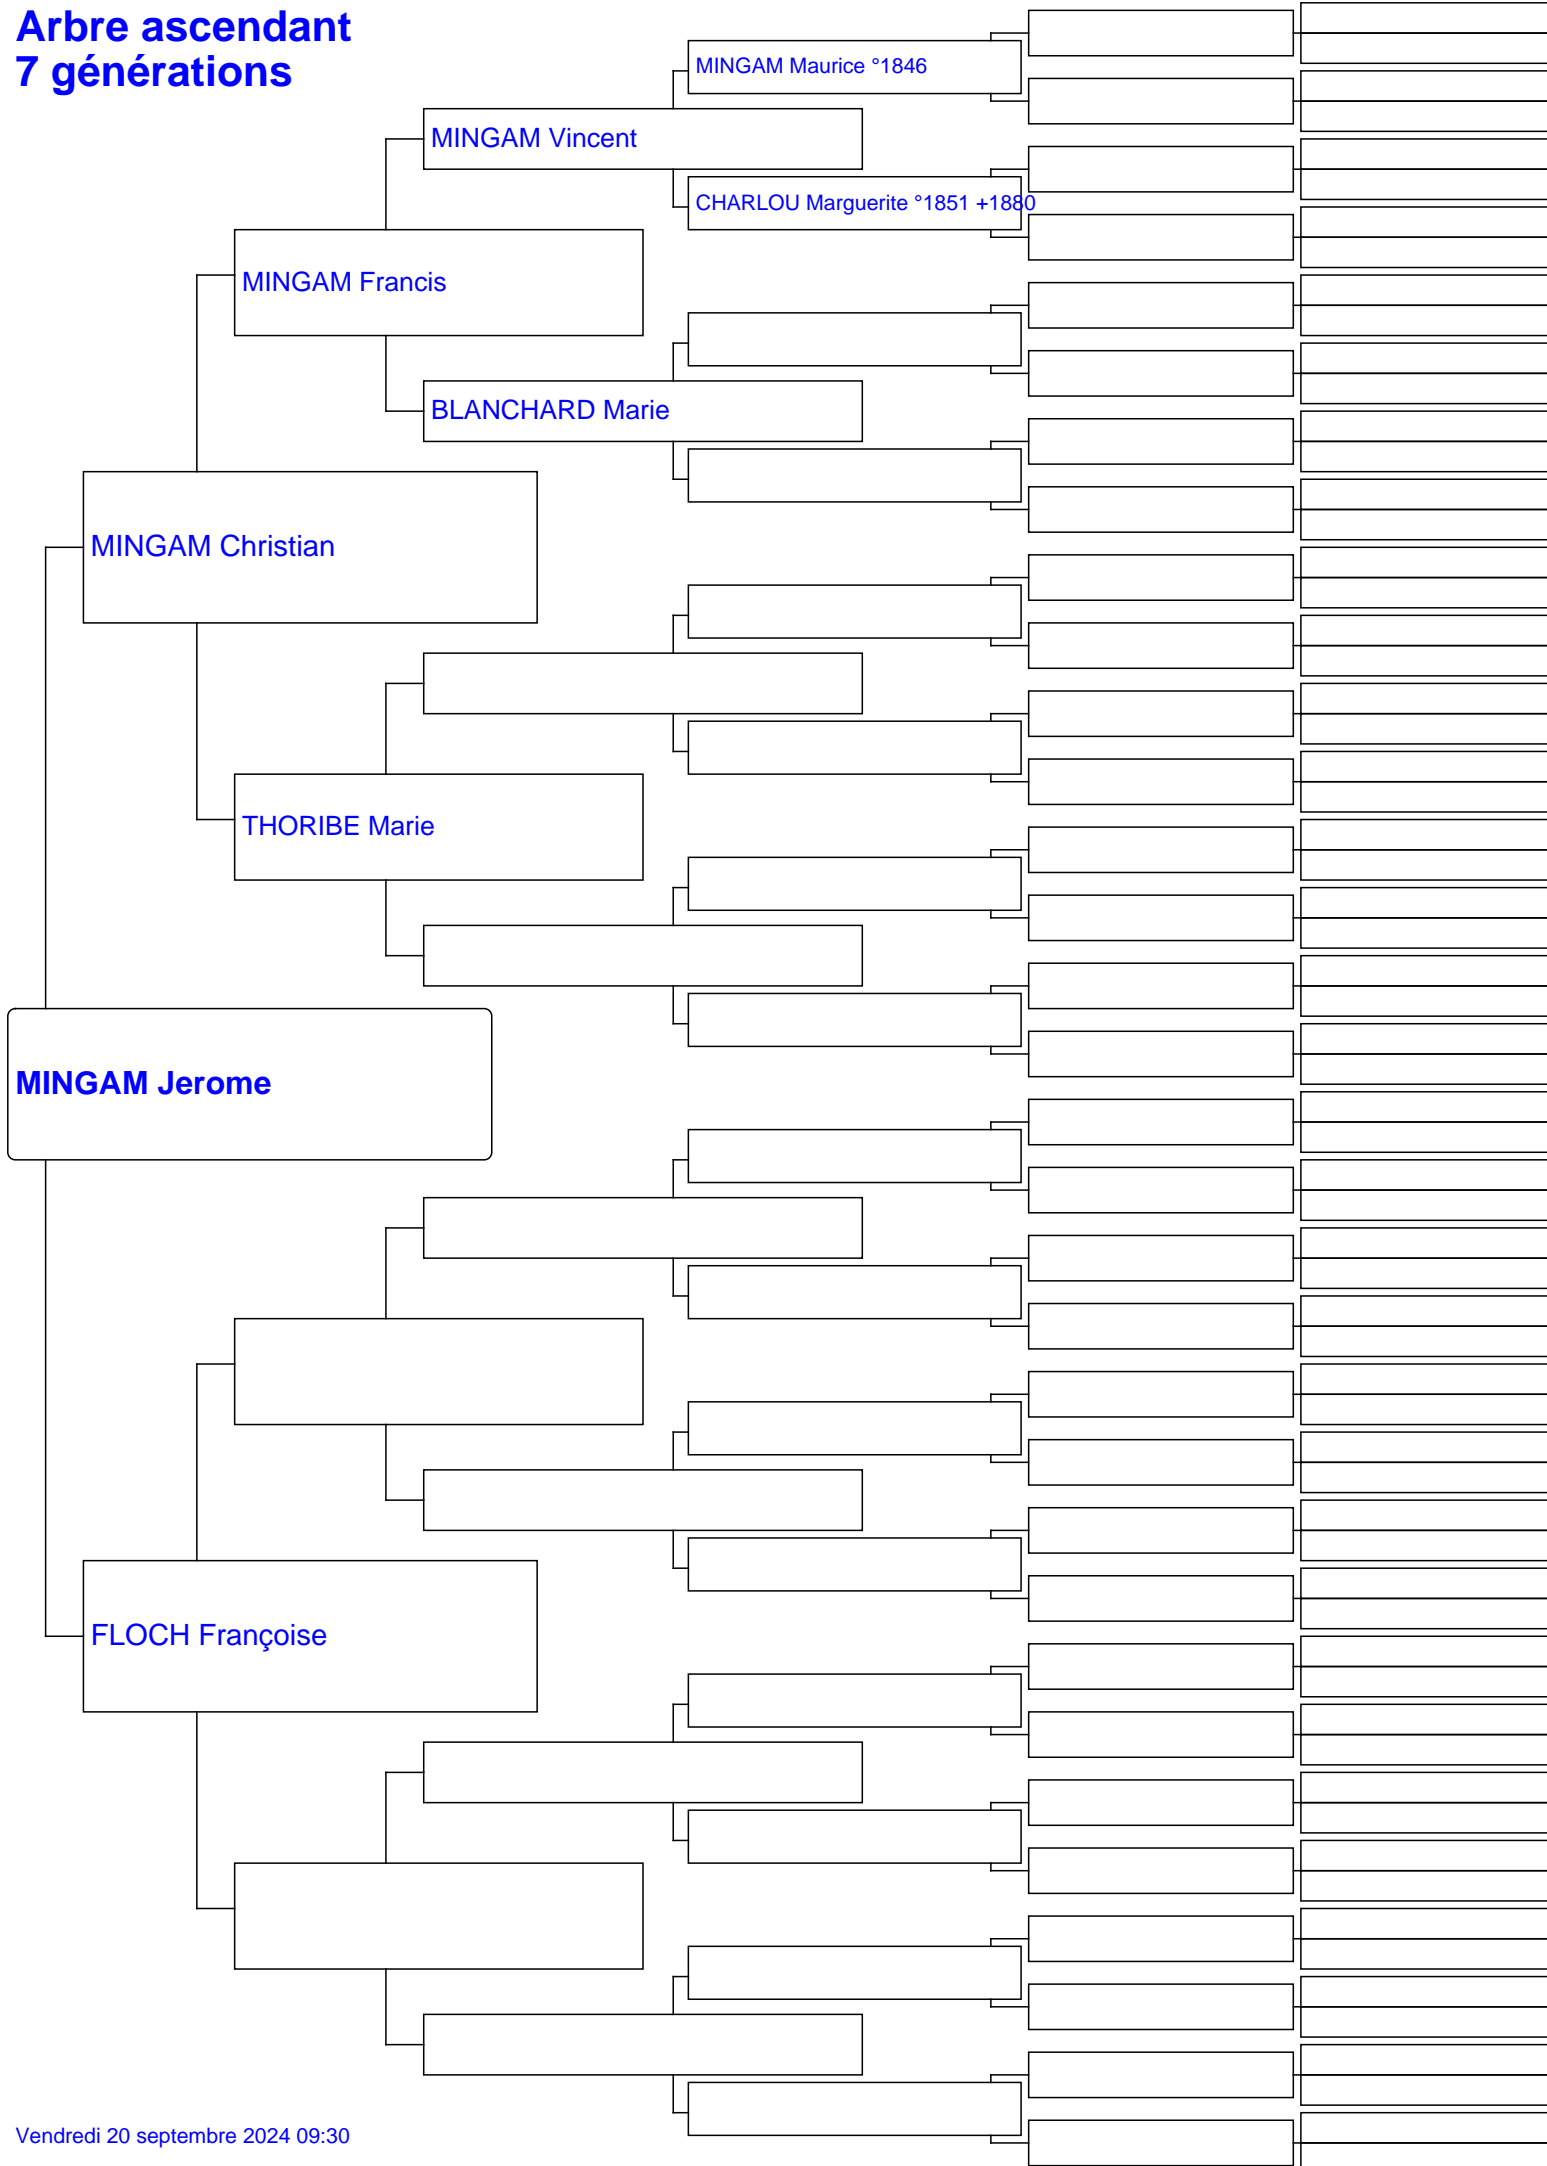 Arbre ascendant
7 générations
MINGAM Maurice °1846
MINGAM Vincent
CHARLOU Marguerite °1851 +1880
MINGAM Francis
BLANCHARD Marie
MINGAM Christian
THORIBE Marie
MINGAM Jerome
FLOCH Françoise
Vendredi 20 septembre 2024 09:30